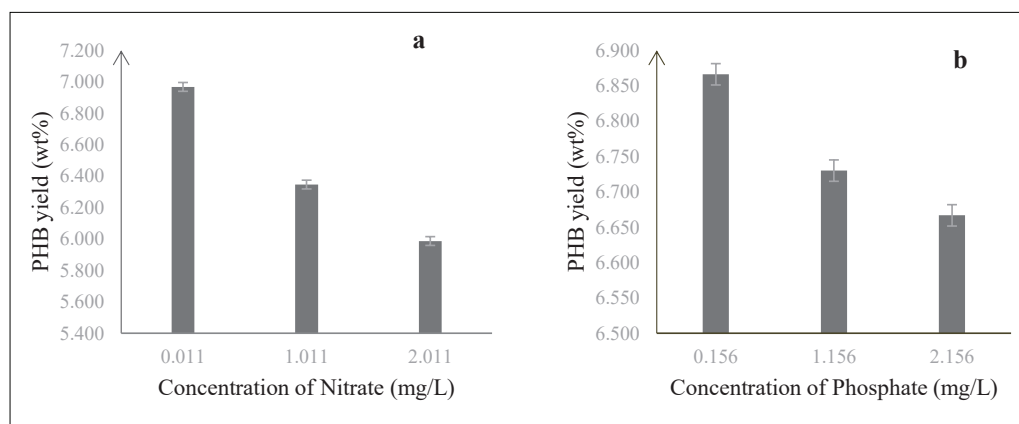 a
PHB yield (wt%)
7.200
7.000
6.800
6.600
6.400
6.200
6.000
5.800
5.600
5.400
0.011 1.011 2.011
Concentration of Nitrate (mg/L)
b
PHB yield (wt%)
6.900
6.850
6.800
6.750
6.700
6.650
6.600
6.550
6.500
0.156 1.156 2.156
Concentration of Phosphate (mg/L)